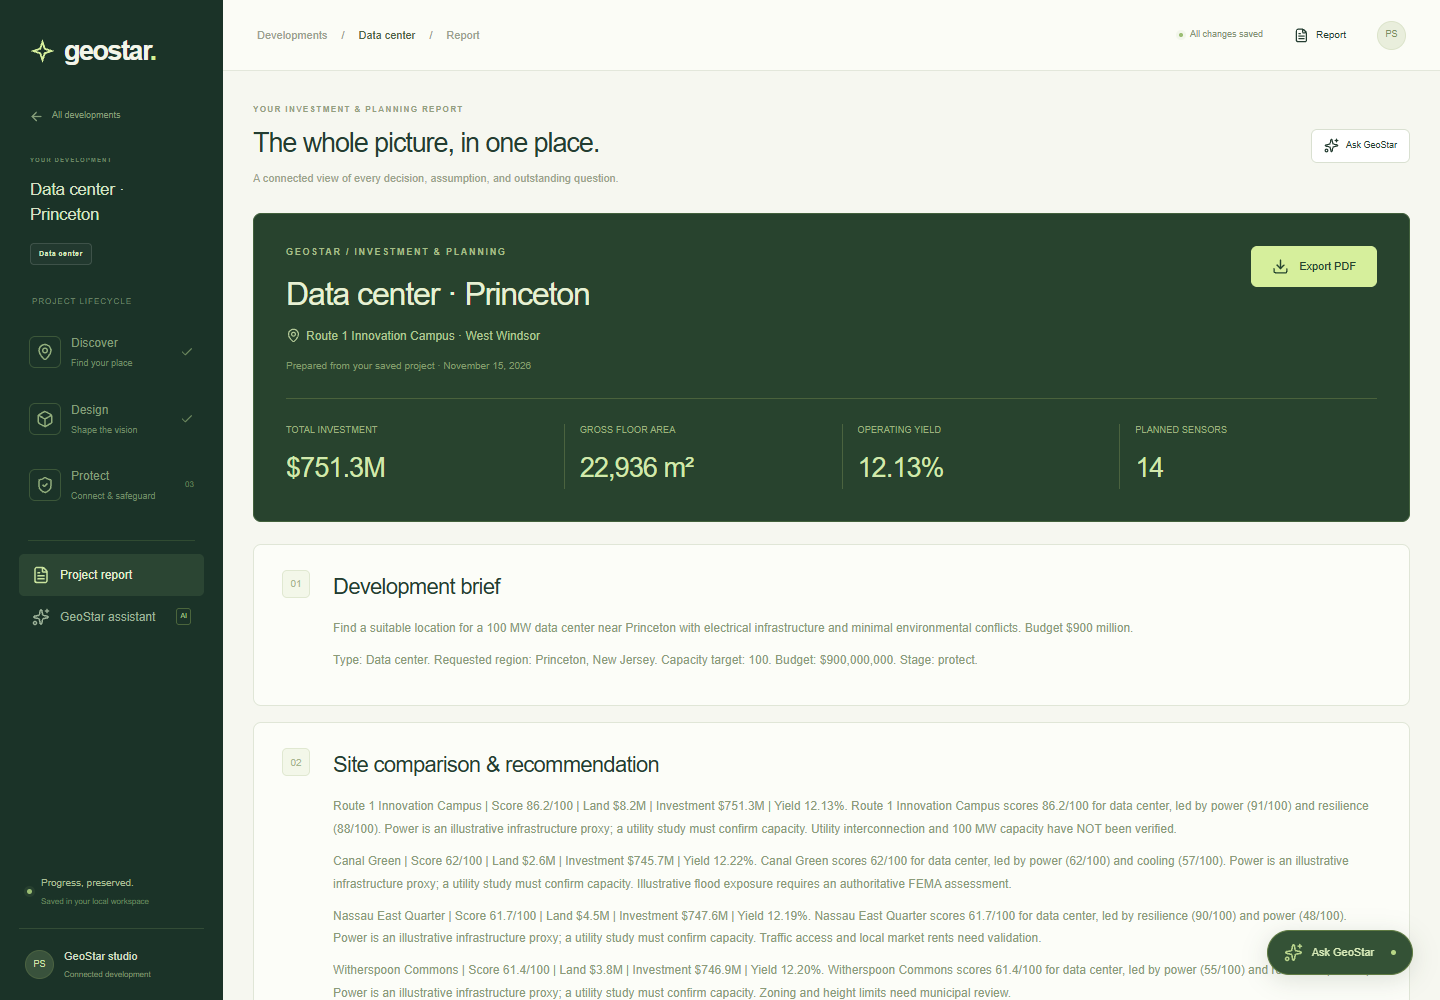 geostar.
All developments
YOUR DEVELOPMENT
Data center ·
Princeton
Data center
PROJECT LIFECYCLE
Discover
Find your place
Design
Shape the vision
Protect
Connect & safeguard
03
Project report
GeoStar assistant
AI
Progress, preserved.
Saved in your local workspace
PS
GeoStar studio
Connected development
Developments / Data center / Report
All changes saved
Report
PS
YOUR INVESTMENT & PLANNING REPORT
The whole picture, in one place.
A connected view of every decision, assumption, and outstanding question.
Ask GeoStar
GEOSTAR / INVESTMENT & PLANNING
Data center · Princeton
Route 1 Innovation Campus · West Windsor
Prepared from your saved project · November 15, 2026
Export PDF
TOTAL INVESTMENT
$751.3M
GROSS FLOOR AREA
22,936 m²
OPERATING YIELD
12.13%
PLANNED SENSORS
14
01
Development brief
Find a suitable location for a 100 MW data center near Princeton with electrical infrastructure and minimal environmental conflicts. Budget $900 million.
Type: Data center. Requested region: Princeton, New Jersey. Capacity target: 100. Budget: $900,000,000. Stage: protect.
02
Site comparison & recommendation
Route 1 Innovation Campus | Score 86.2/100 | Land $8.2M | Investment $751.3M | Yield 12.13%. Route 1 Innovation Campus scores 86.2/100 for data center, led by power (91/100) and resilience
(88/100). Power is an illustrative infrastructure proxy; a utility study must confirm capacity. Utility interconnection and 100 MW capacity have NOT been verified.
Canal Green | Score 62/100 | Land $2.6M | Investment $745.7M | Yield 12.22%. Canal Green scores 62/100 for data center, led by power (62/100) and cooling (57/100). Power is an illustrative
infrastructure proxy; a utility study must confirm capacity. Illustrative flood exposure requires an authoritative FEMA assessment.
Nassau East Quarter | Score 61.7/100 | Land $4.5M | Investment $747.6M | Yield 12.19%. Nassau East Quarter scores 61.7/100 for data center, led by resilience (90/100) and power (48/100).
Power is an illustrative infrastructure proxy; a utility study must confirm capacity. Traffic access and local market rents need validation.
Witherspoon Commons | Score 61.4/100 | Land $3.8M | Investment $746.9M | Yield 12.20%. Witherspoon Commons scores 61.4/100 for data center, led by power (55/100) and
Power is an illustrative infrastructure proxy; a utility study must confirm capacity. Zoning and height limits need municipal review.
Ask GeoStar